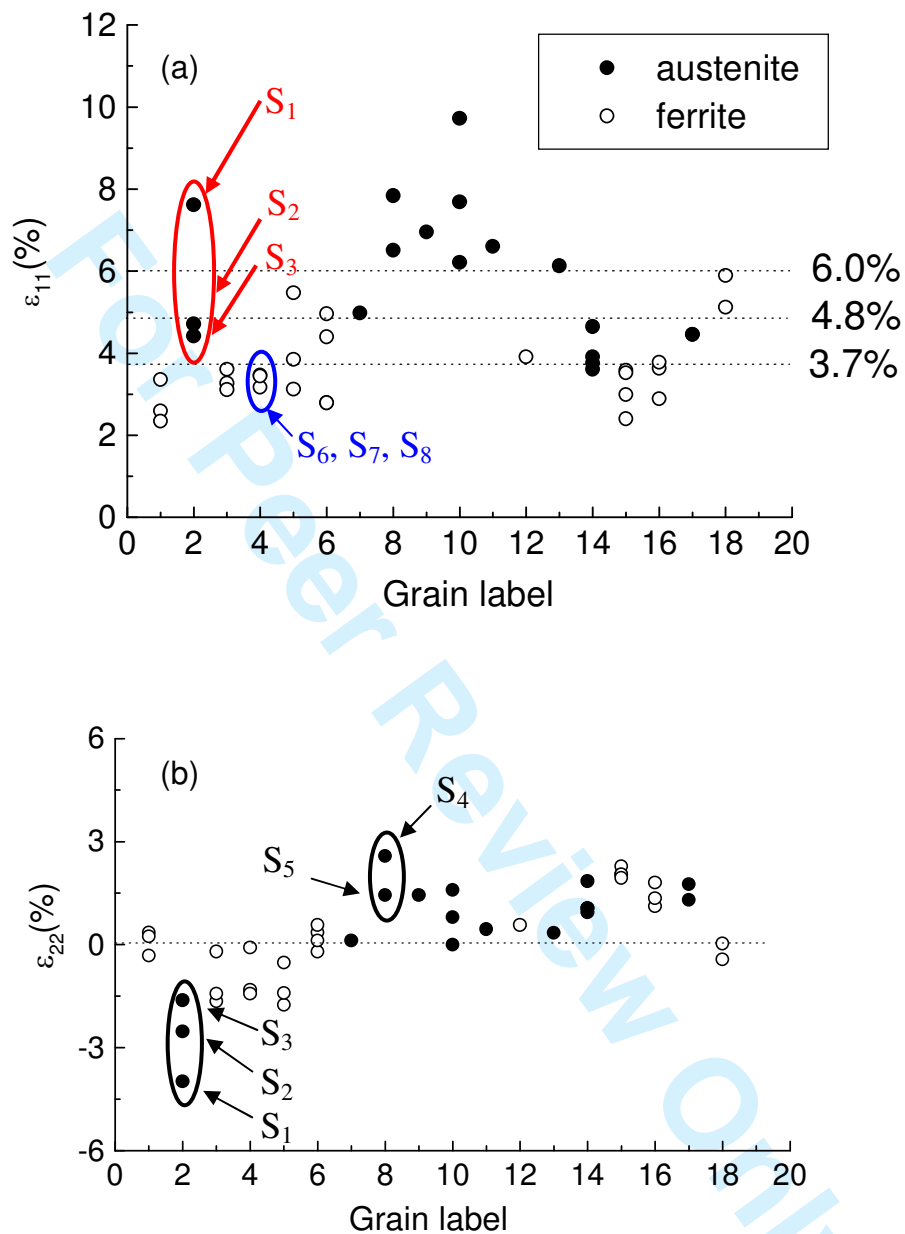 12
(a)
austenite
ferrite
10
S1
8
S2
S3
ε11(%)
6
6.0%
4.8%
4
3.7%
S6, S7, S8
2
0
0 2 4 6 8 10 12 14 16 18 20
Grain label
6
(b)
S4
3
S5
ε22(%)
0
S3
-3
S2
S1
-6
0 2 4 6 8 10 12 14 16 18 20
Grain label
For Peer Review Only